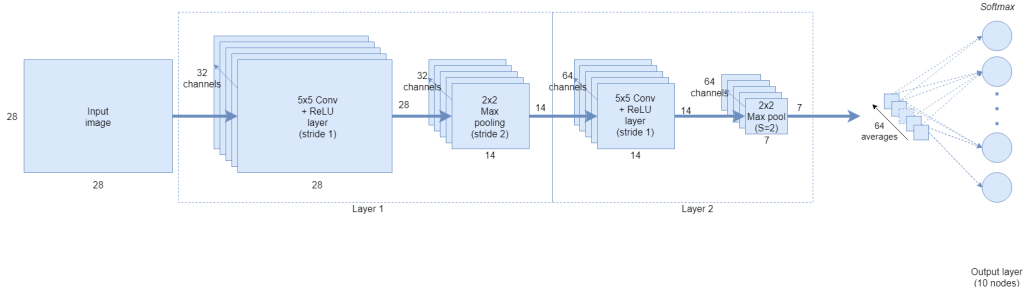 Softmax
32
channels
32
channels
64
channels
64
channels
Input
image
28
28
5x5 Conv
+ ReLU
layer
(stride 1)
28
28
2x2
Max
pooling
(stride 2)
14
14
5x5 Conv
+ ReLU
layer
(stride 1)
14
14
2x2
Max pool
(S=2)
7
7
64
averages
Layer 1
Layer 2
Output layer
(10 nodes)